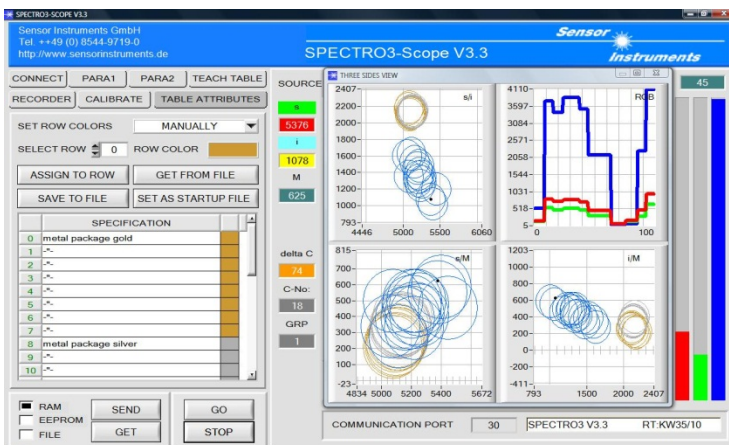 SPECTRO3-SCOPE V3.3
Sensor Instruments GmbH
Tel. ++49 (0) 8544-9719-0
http://www.sensorinstruments.de
SPECTRO3-Scope V3.3
Sensor
Instruments
CONNECT PARA1 PARA2 TEACH TABLE
RECORDER CALIBRATE TABLE ATTRIBUTES
SET ROW COLORS MANUALLY
SELECT ROW 0 ROW COLOR
ASSIGN TO ROW GET FROM FILE
SAVE TO FILE SET AS STARTUP FILE
SPECIFICATION
0 metal package gold
1 -"-
2 -"-
3 -"-
4 -"-
5 -"-
6 -"-
7 -"-
8 metal package silver
9 -"-
10 -"-
RAM
EEPROM
FILE
SEND
GET
GO
STOP
SOURCE
s
5376
i
1078
M
625
delta C
74
C-No:
18
GRP
1
THREE SIDES VIEW
s/i
2407
2200
2000
1800
1600
1400
1200
1000
793
4446 5000 5500 6060
RGB
4110
3597
3084
2571
2058
1544
1031
518
5
0 100
s/M
815
700
600
500
400
300
200
100
-23
4834 5000 5200 5400 5672
i/M
1203
1000
800
600
400
200
0
-200
-411
793 1500 2000 2407
45
COMMUNICATION PORT 30 SPECTRO3 V3.3 RT:KW35/10